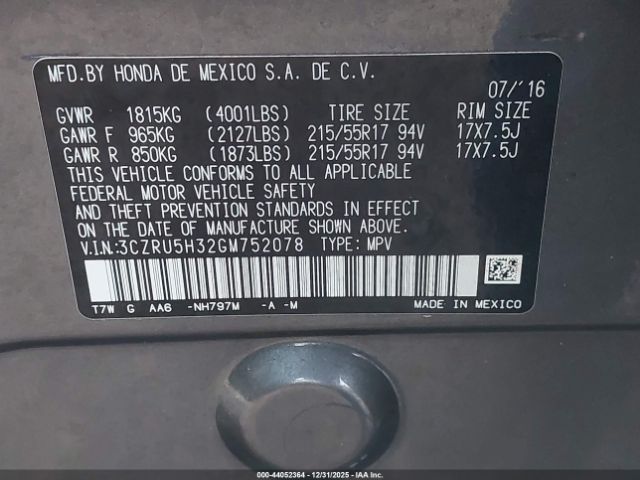 MFD.BY HONDA DE MEXICO S.A. DE C.V.
07/'16
GVWR 1815KG (4001LBS) TIRE SIZE RIM SIZE
GAWR F 965KG (2127LBS) 215/55R17 94V 17X7.5J
GAWR R 850KG (1873LBS) 215/55R17 94V 17X7.5J
THIS VEHICLE CONFORMS TO ALL APPLICABLE
FEDERAL MOTOR VEHICLE SAFETY
AND THEFT PREVENTION STANDARDS IN EFFECT
ON THE DATE OF MANUFACTURE SHOWN ABOVE.
V.I.N:3CZRU5H32GM752078 TYPE: MPV
T7W G AA6 -NH797M -A -M MADE IN MEXICO
000-44052364 - 12/31/2025 - IAA Inc.